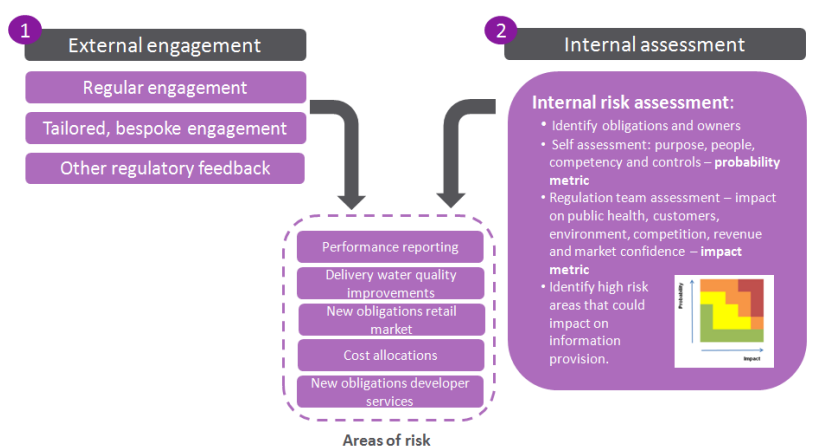 1
External engagement
Regular engagement
Tailored, bespoke engagement
Other regulatory feedback
2
Internal assessment
Internal risk assessment:
• Identify obligations and owners
• Self assessment: purpose, people,
competency and controls – probability
metric
• Regulation team assessment – impact
on public health, customers,
environment, competition, revenue
and market confidence – impact
metric
• Identify high risk
areas that could
impact on
information
provision.
Probability
Impact
Performance reporting
Delivery water quality
improvements
New obligations retail
market
Cost allocations
New obligations developer
services
Areas of risk